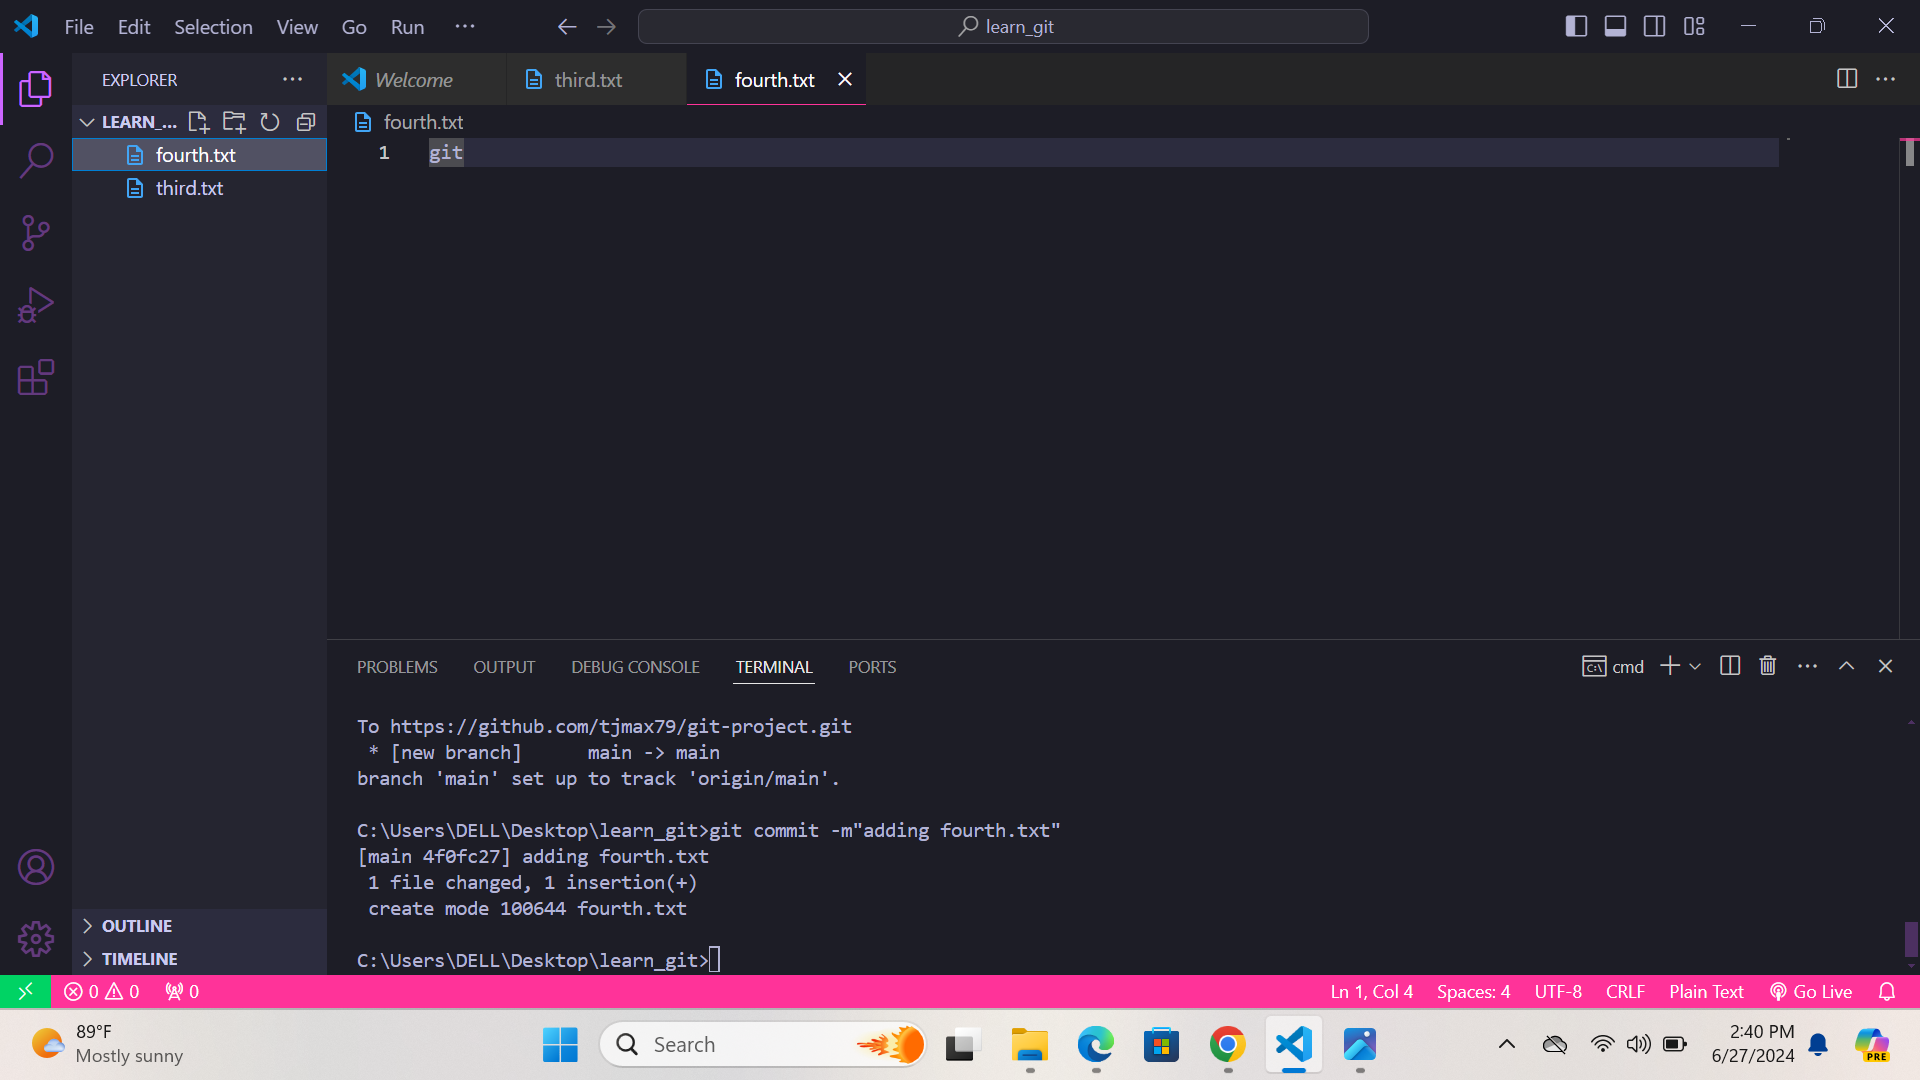 File Edit Selection View Go Run ··· learn_git
EXPLORER ···
Welcome third.txt fourth.txt
LEARN_...
fourth.txt
third.txt
fourth.txt
1 git
PROBLEMS OUTPUT DEBUG CONSOLE TERMINAL PORTS cmd
To https://github.com/tjmax79/git-project.git
* [new branch] main -> main
branch 'main' set up to track 'origin/main'.
C:\Users\DELL\Desktop\learn_git>git commit -m"adding fourth.txt"
[main 4f0fc27] adding fourth.txt
1 file changed, 1 insertion(+)
create mode 100644 fourth.txt
C:\Users\DELL\Desktop\learn_git>
OUTLINE
TIMELINE
0 0 0 Ln 1, Col 4 Spaces: 4 UTF-8 CRLF Plain Text Go Live
89°F
Mostly sunny
Search
2:40 PM
6/27/2024
PRE